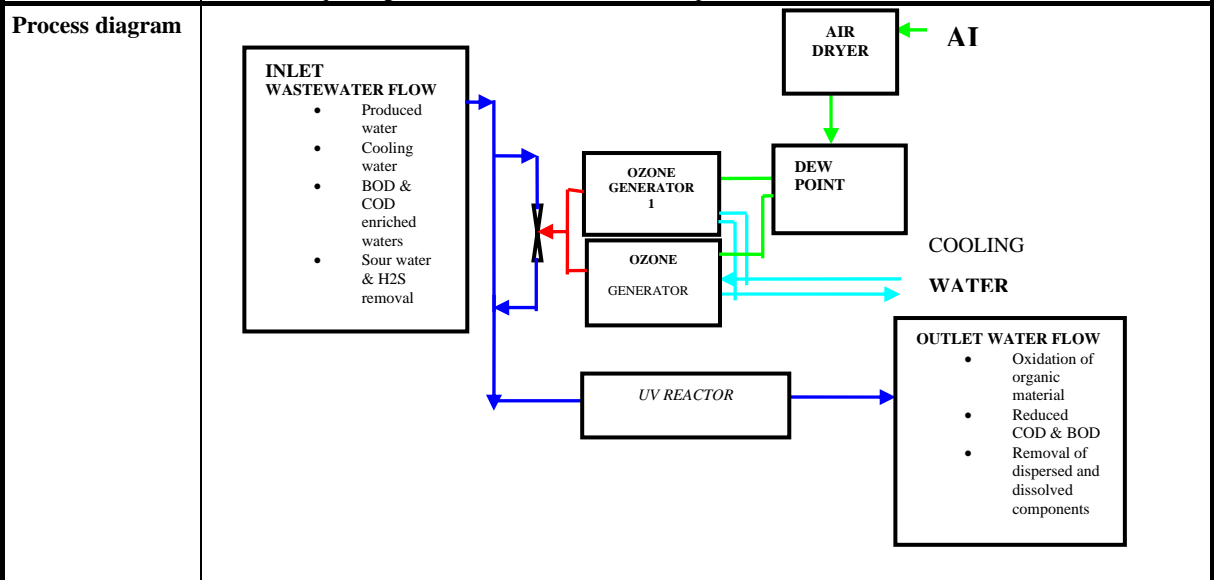 Process diagram
AIR
DRYER
AI
INLET
WASTEWATER FLOW
• Produced
water
• Cooling
water
• BOD &
COD
enriched
waters
• Sour water
& H2S
removal
OZONE
GENERATOR
1
DEW
POINT
OZONE
GENERATOR
COOLING
WATER
OUTLET WATER FLOW
• Oxidation of
organic
material
• Reduced
COD & BOD
• Removal of
dispersed and
dissolved
components
UV REACTOR